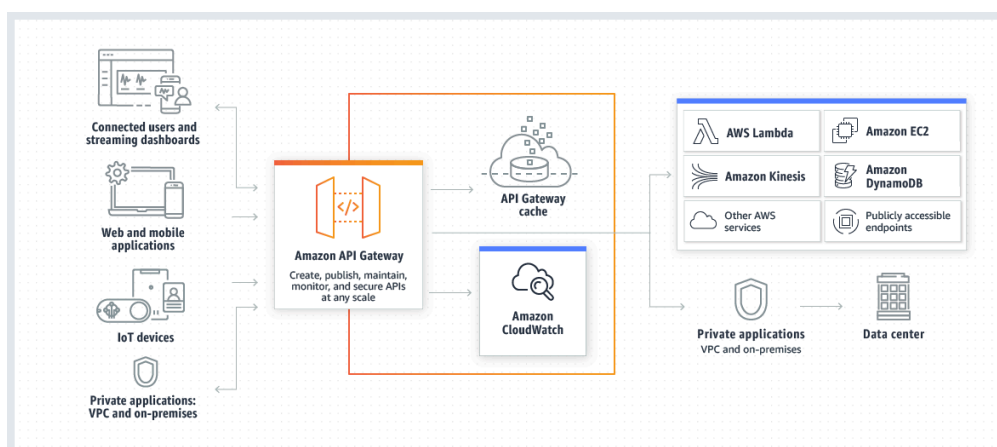 Connected users and
streaming dashboards
Web and mobile
applications
IoT devices
Private applications:
VPC and on-premises
</>
Amazon API Gateway
Create, publish, maintain,
monitor, and secure APIs
at any scale
API Gateway
cache
Amazon
CloudWatch
AWS Lambda
Amazon EC2
Amazon Kinesis
Amazon
DynamoDB
Other AWS
services
Publicly accessible
endpoints
Private applications
VPC and on-premises
Data center